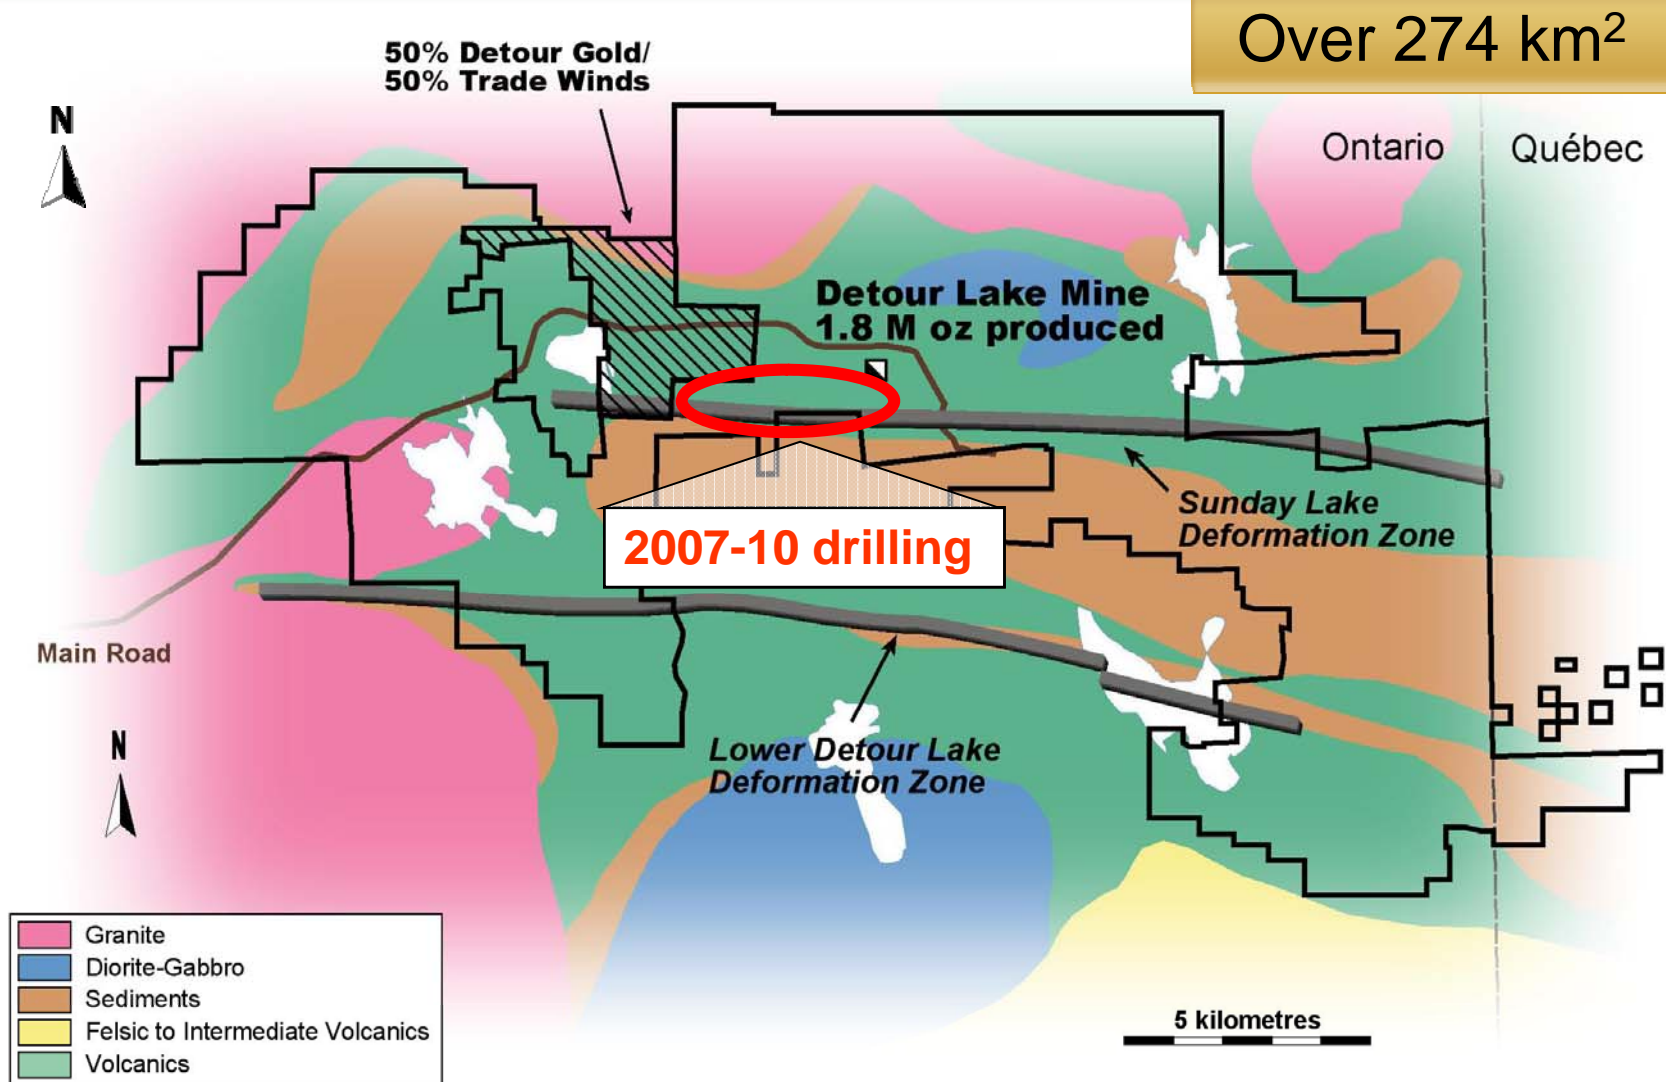 Over 274 km²
50% Detour Gold/
50% Trade Winds
N
Ontario
Québec
Detour Lake Mine
1.8 M oz produced
Sunday Lake
Deformation Zone
2007-10 drilling
Main Road
N
Lower Detour Lake
Deformation Zone
Granite
Diorite-Gabbro
Sediments
Felsic to Intermediate Volcanics
Volcanics
5 kilometres